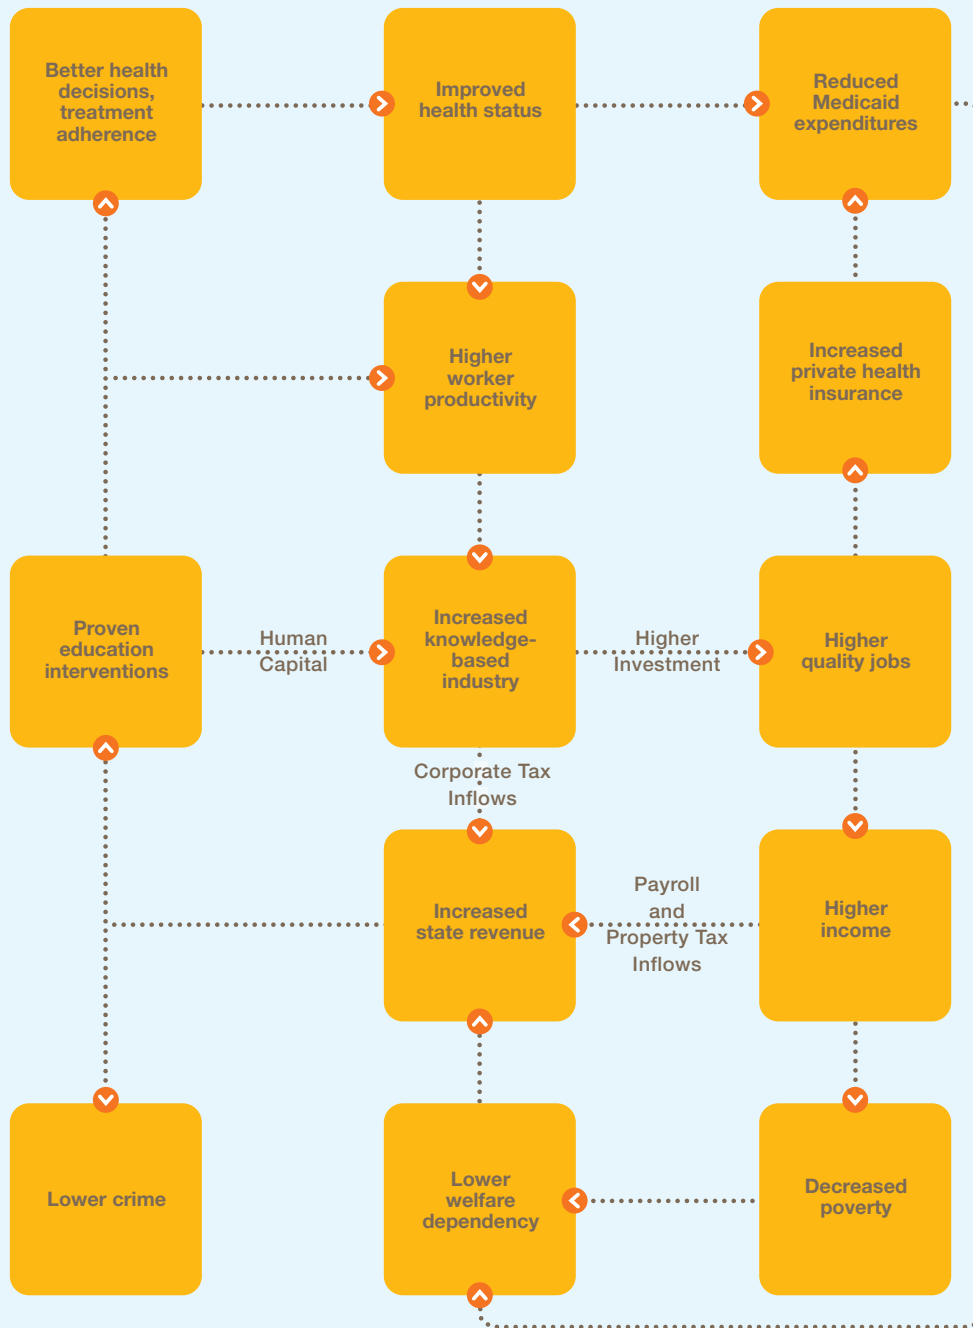 Better health
decisions,
treatment
adherence
Improved
health status
Reduced
Medicaid
expenditures
Higher
worker
productivity
Increased
private health
insurance
Proven
education
interventions
Human
Capital
Increased
knowledge-
based
industry
Higher
Investment
Higher
quality jobs
Corporate Tax
Inflows
Increased
state revenue
Payroll
and
Property Tax
Inflows
Higher
income
Lower crime
Lower
welfare
dependency
Decreased
poverty